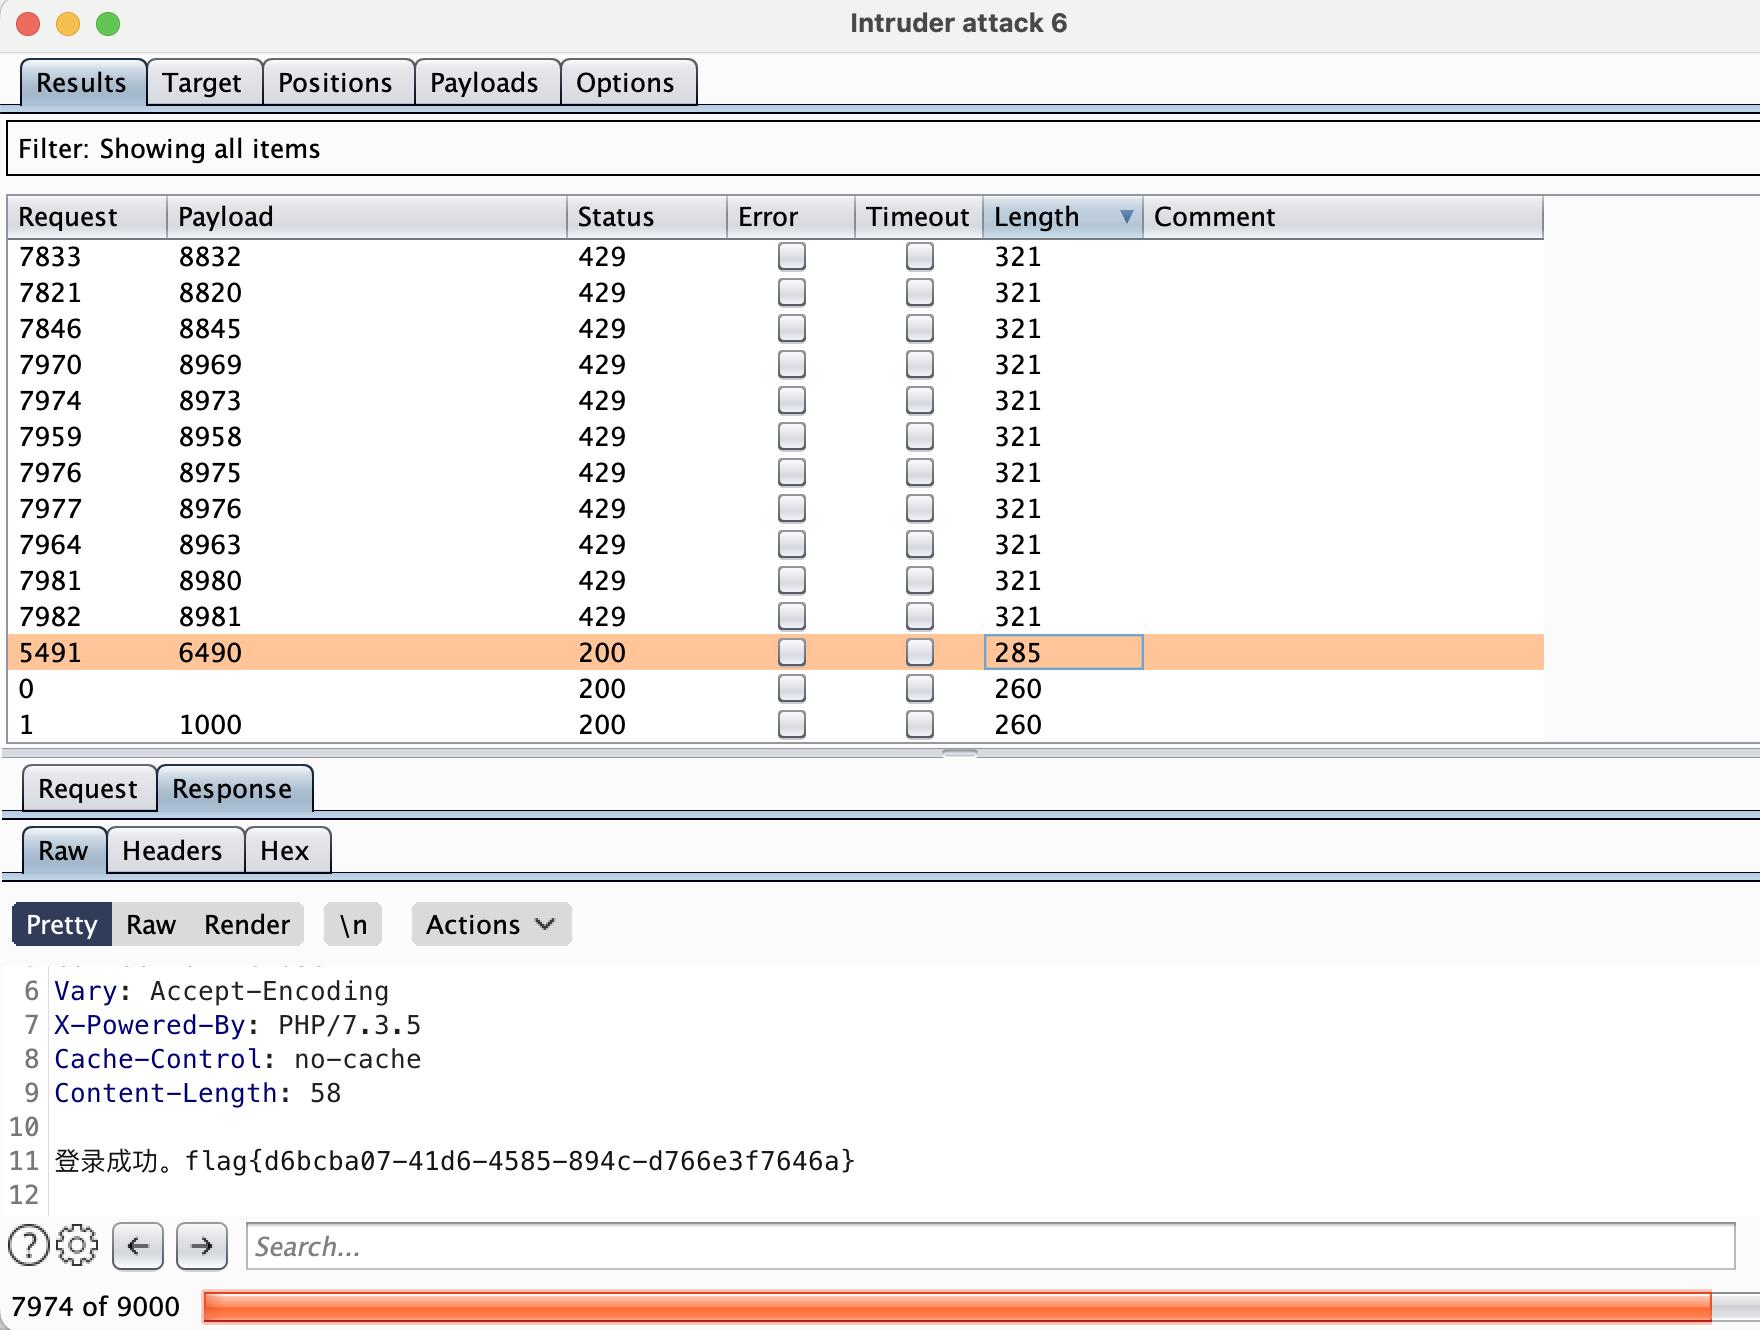 Intruder attack 6
Results Target Positions Payloads Options
Filter: Showing all items
Request Payload Status Error Timeout Length Comment
7833 8832 429 321
7821 8820 429 321
7846 8845 429 321
7970 8969 429 321
7974 8973 429 321
7959 8958 429 321
7976 8975 429 321
7977 8976 429 321
7964 8963 429 321
7981 8980 429 321
7982 8981 429 321
5491 6490 200 285
0 200 260
1 1000 200 260
Request Response
Raw Headers Hex
Pretty Raw Render \n Actions
6 Vary: Accept-Encoding
7 X-Powered-By: PHP/7.3.5
8 Cache-Control: no-cache
9 Content-Length: 58
10
11 登录成功。flag{d6bcba07-41d6-4585-894c-d766e3f7646a}
12
? Search...
7974 of 9000